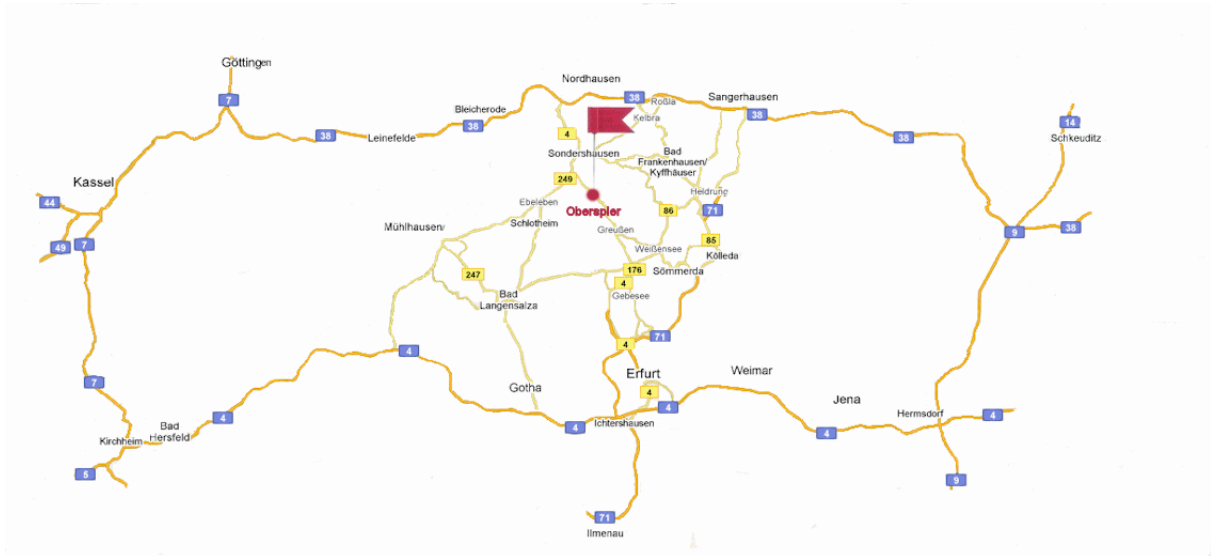 Göttingen
7
Nordhausen
38
Roßla
Sangerhausen
Bleicherode
38
Kelbra
38
14
Schkeuditz
38
Leinefelde
4
38
Sondershausen
Bad
Frankenhausen/
Kyffhäuser
Kassel
249
Heldrung
44
Ebeleben
Oberspier
86
71
Mühlhausen/
Schlotheim
Greußen
9
38
7
49
Weißensee
85
Kölleda
247
176
Sömmerda
4
Bad
Langensalza
Gebesee
71
4
4
Erfurt
Weimar
7
Gotha
4
Jena
4
4
Hermsdorf
4
Bad
Hersfeld
4
Ichtershausen
4
Kirchheim
5
9
71
Ilmenau